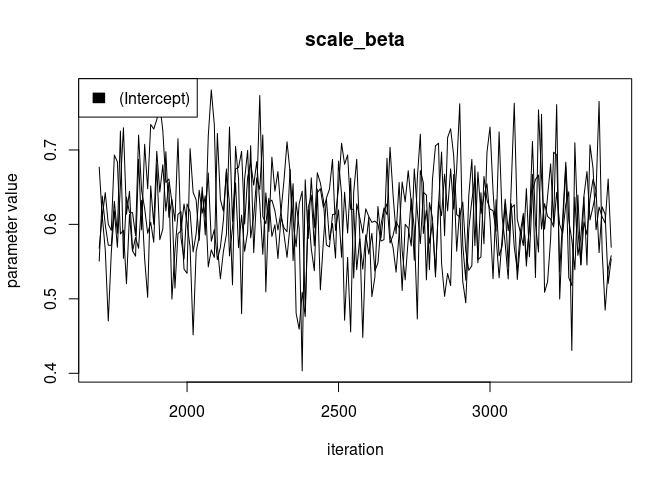 scale_beta
(Intercept)
parameter value
0.7
0.6
0.5
0.4
2000
2500
3000
iteration